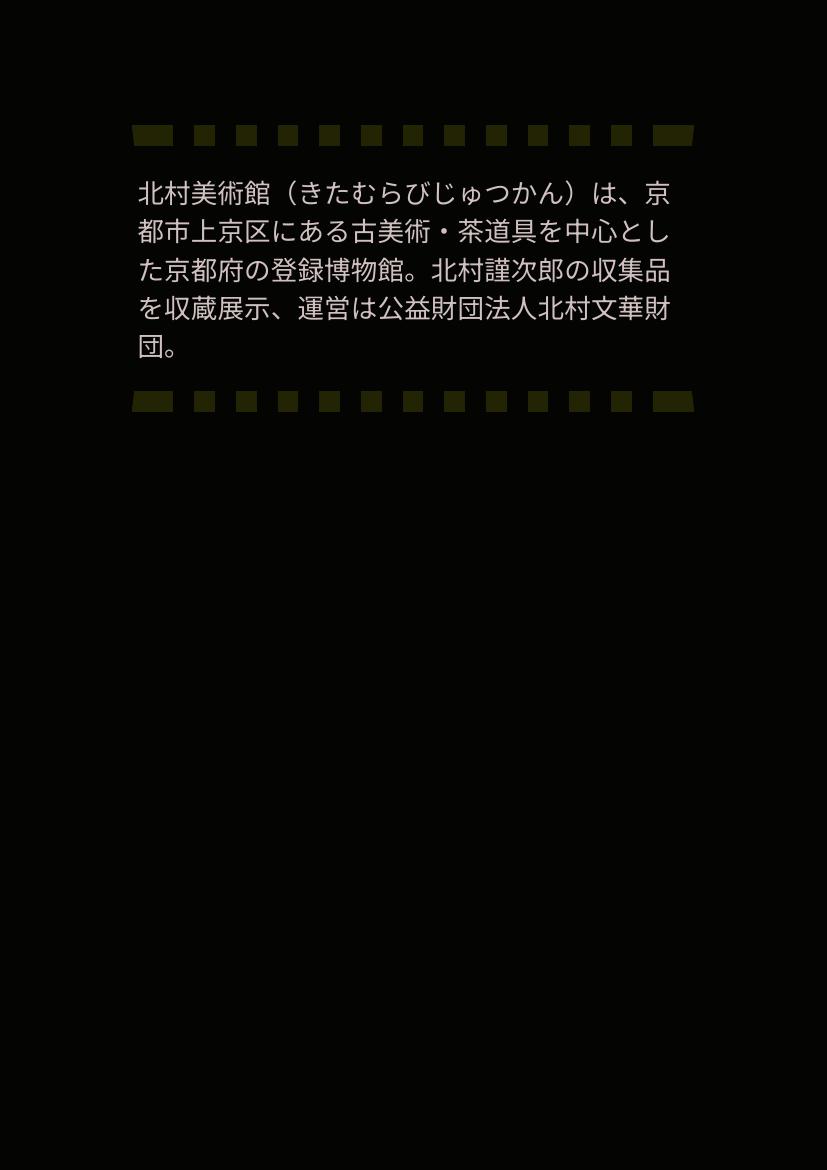 北村美術館（きたむらびじゅつかん）は、京
都市上京区にある古美術・茶道具を中心とし
た京都府の登録博物館。北村謹次郎の収集品
を収蔵展示、運営は公益財団法人北村文華財
団。